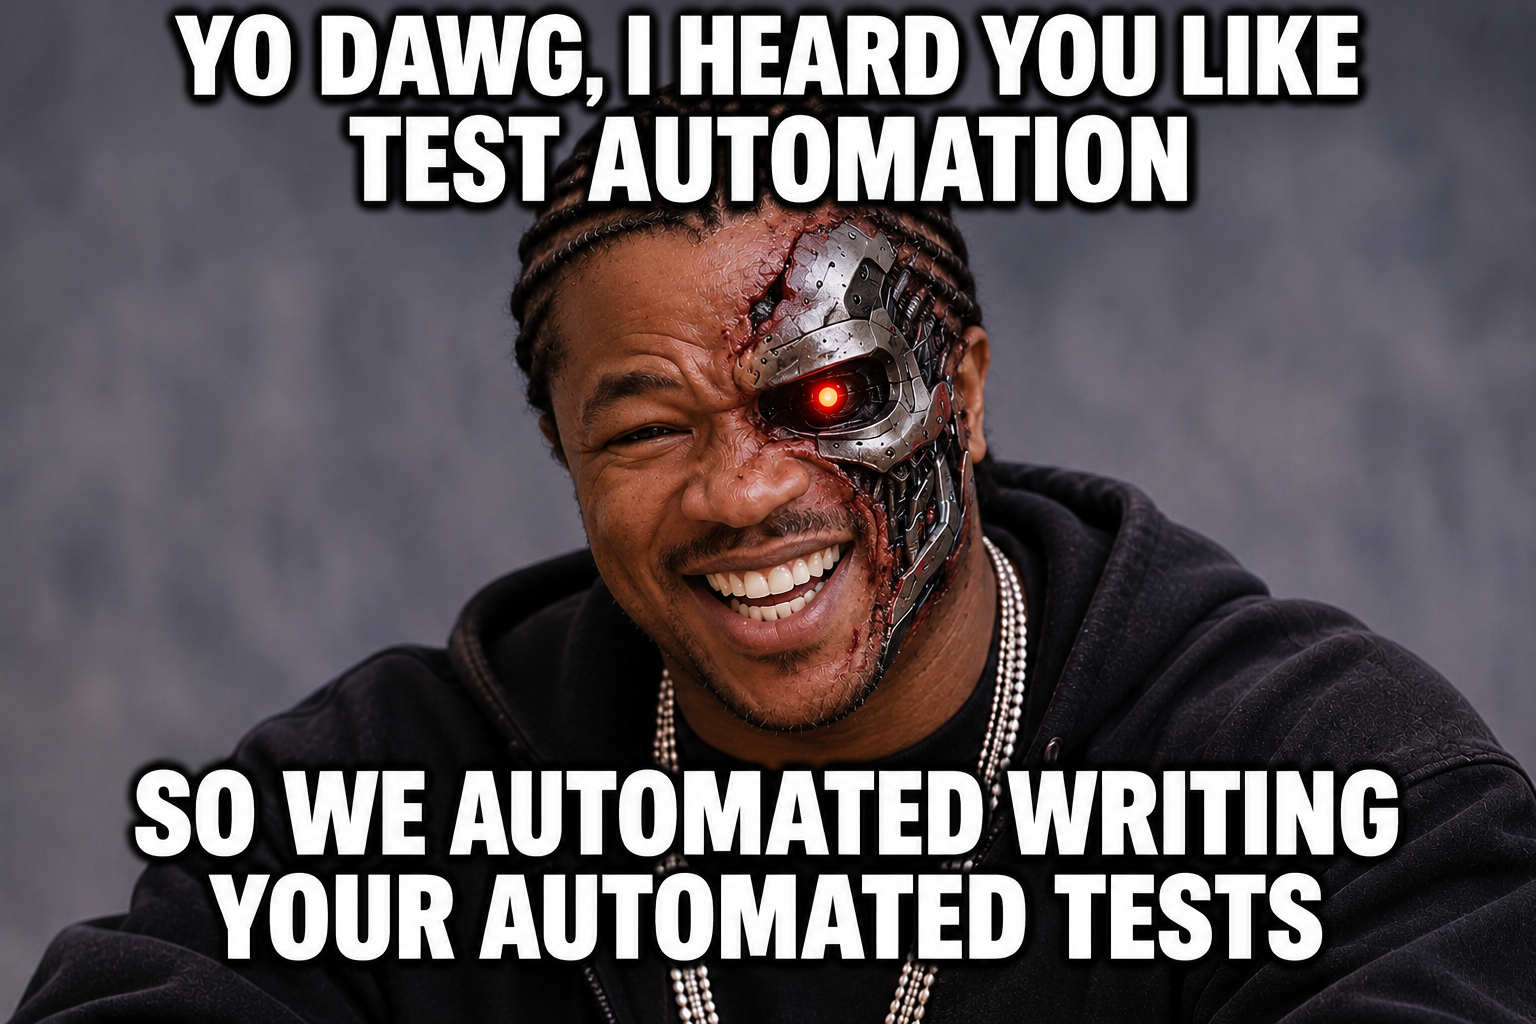 YO DAWG, I HEARD YOU LIKE
TEST AUTOMATION
SO WE AUTOMATED WRITING
YOUR AUTOMATED TESTS